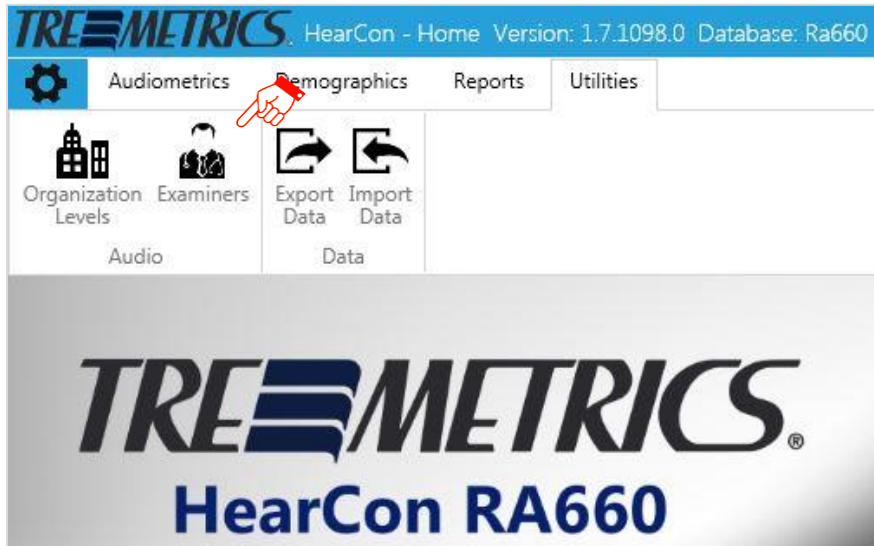 TREMETRICS. HearCon - Home Version: 1.7.1098.0 Database: Ra660
Audiometrics Demographics Reports Utilities
Organization Levels
Examiners
Export Data
Import Data
Audio Data
TREMETRICS®
HearCon RA660